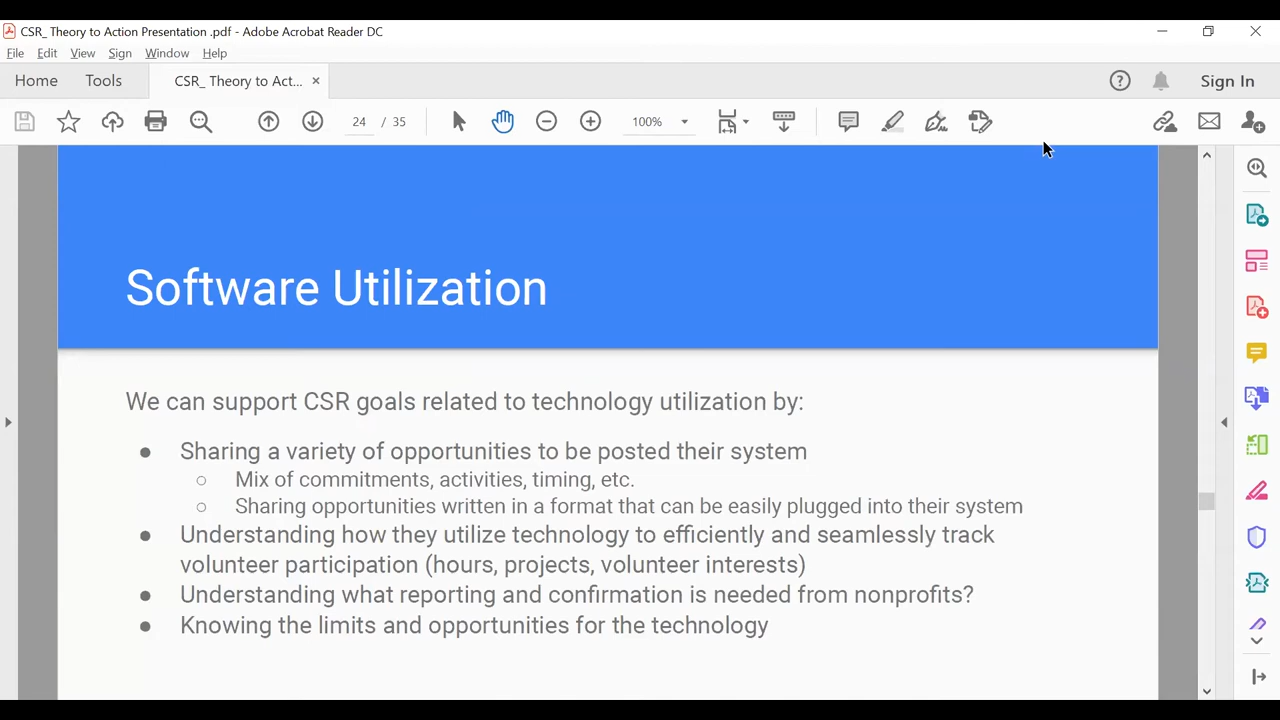 CSR_ Theory to Action Presentation .pdf - Adobe Acrobat Reader DC
File Edit View Sign Window Help
Home Tools CSR_ Theory to Act... × Sign In
24 / 35 100%
Software Utilization
We can support CSR goals related to technology utilization by:
● Sharing a variety of opportunities to be posted their system
○ Mix of commitments, activities, timing, etc.
○ Sharing opportunities written in a format that can be easily plugged into their system
● Understanding how they utilize technology to efficiently and seamlessly track
volunteer participation (hours, projects, volunteer interests)
● Understanding what reporting and confirmation is needed from nonprofits?
● Knowing the limits and opportunities for the technology